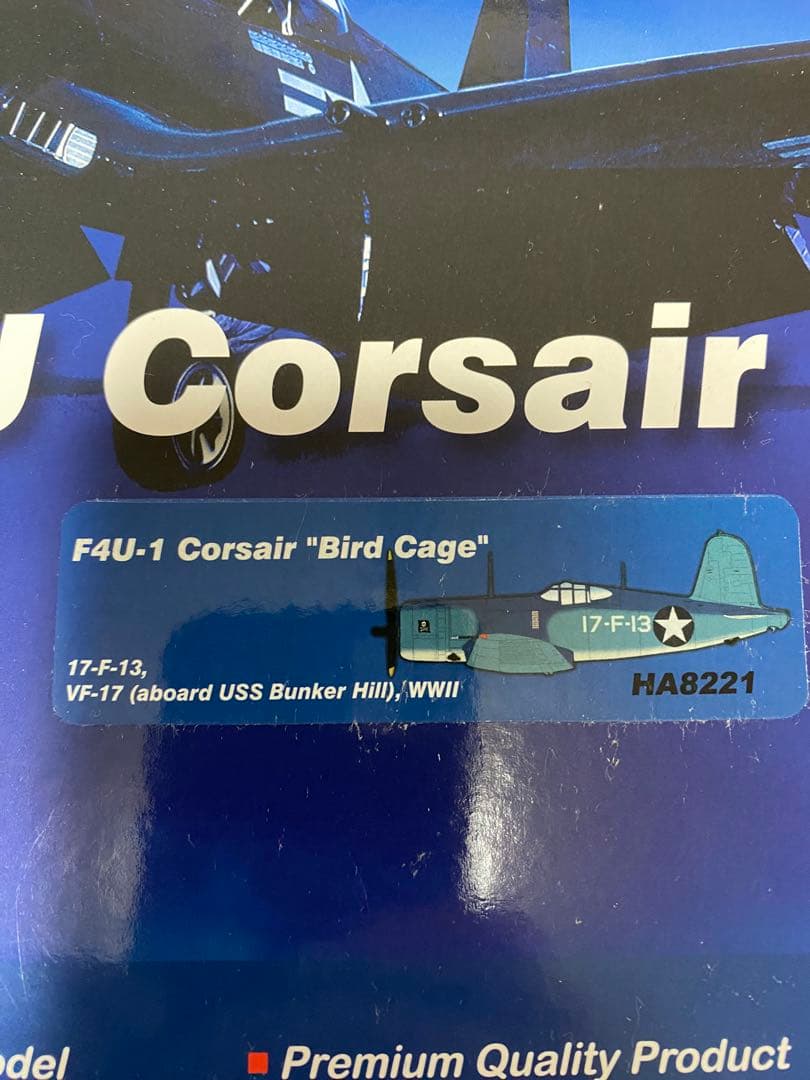 Corsair
F4U-1 Corsair "Bird Cage"
17-F-13
17-F-13,
VF-17 (aboard USS Bunker Hill), WWII
HA8221
odel
■ Premium Quality Product